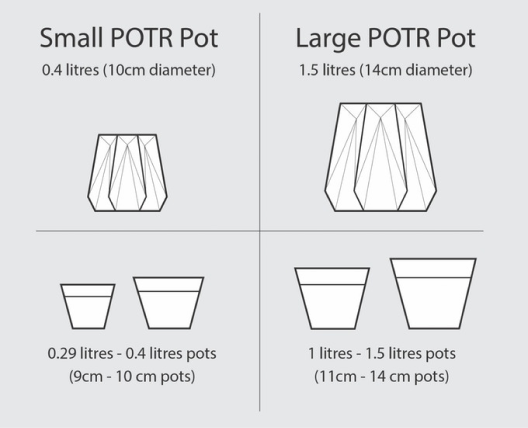 Small POTR Pot
0.4 litres (10cm diameter)
Large POTR Pot
1.5 litres (14cm diameter)
0.29 litres - 0.4 litres pots
(9cm - 10 cm pots)
1 litres - 1.5 litres pots
(11cm - 14 cm pots)